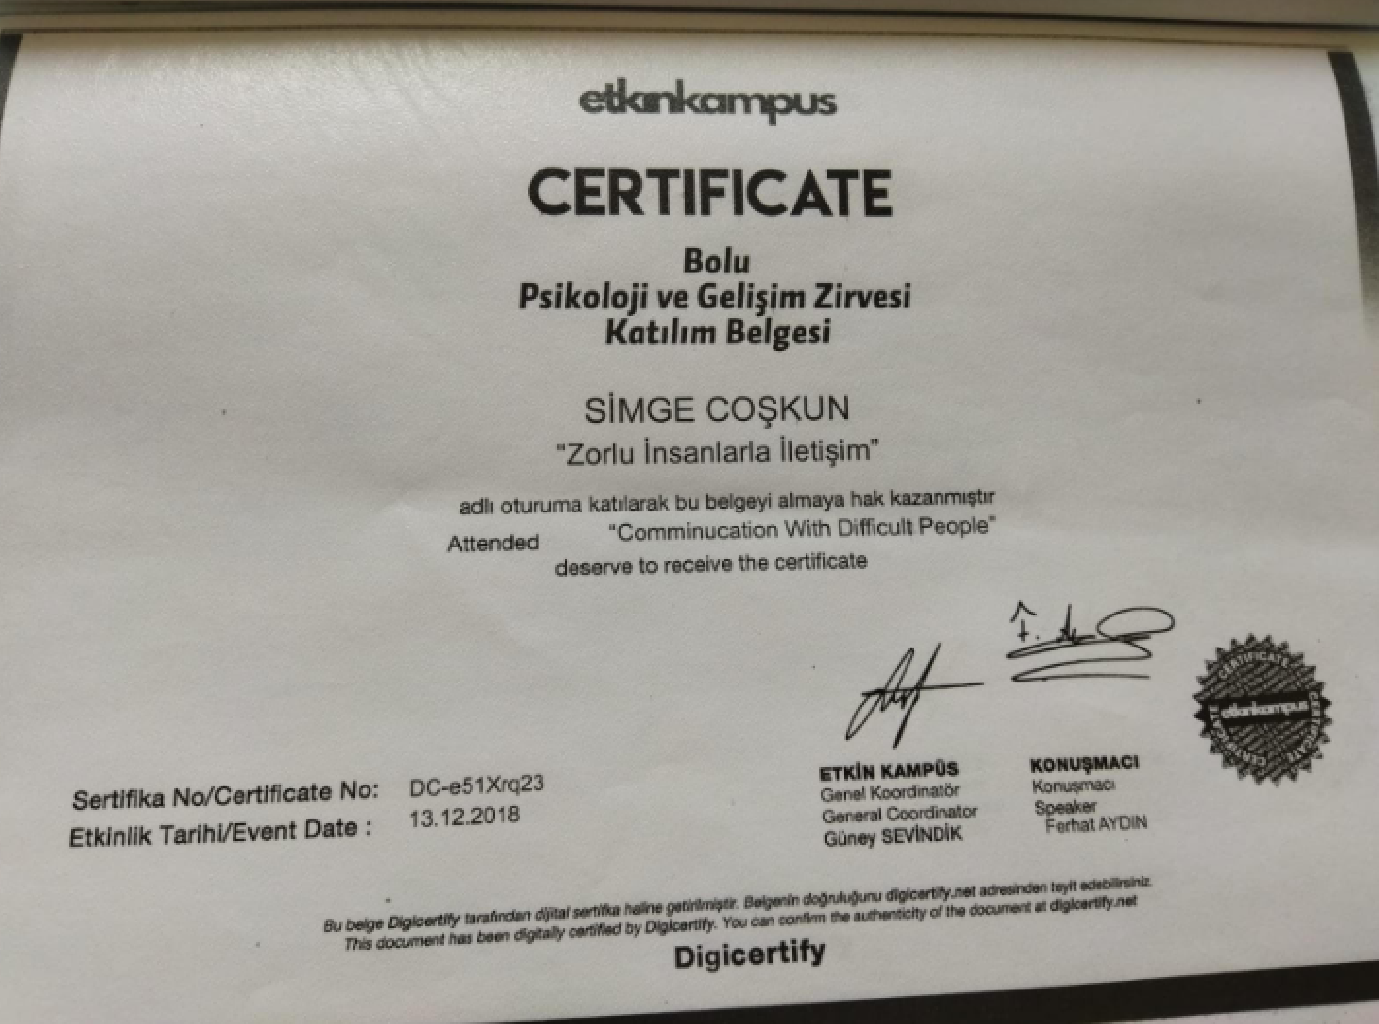 etkinkampus
CERTIFICATE
Bolu
Psikoloji ve Gelişim Zirvesi
Katılım Belgesi
SİMGE COŞKUN
"Zorlu İnsanlarla İletişim"
adlı oturuma katılarak bu belgeyi almaya hak kazanmıştır
Attended "Comminucation With Difficult People"
deserve to receive the certificate
Sertifika No/Certificate No: DC-e51Xrq23
Etkinlik Tarihi/Event Date : 13.12.2018
ETKİN KAMPÜS
Genel Koordinatör
General Coordinator
Güney SEVİNDİK
KONUŞMACI
Konuşmacı
Speaker
Ferhat AYDIN
CERTIFICATE
etkinkampus
CERTIFICATE
CERTIFICATE
Bu belge Digicertify tarafından dijital sertifika haline getirilmiştir. Belgenin doğruluğunu digicertify.net adresinden teyit edebilirsiniz.
This document has been digitally certified by Digicertify. You can confirm the authenticity of the document at digicertify.net
Digicertify